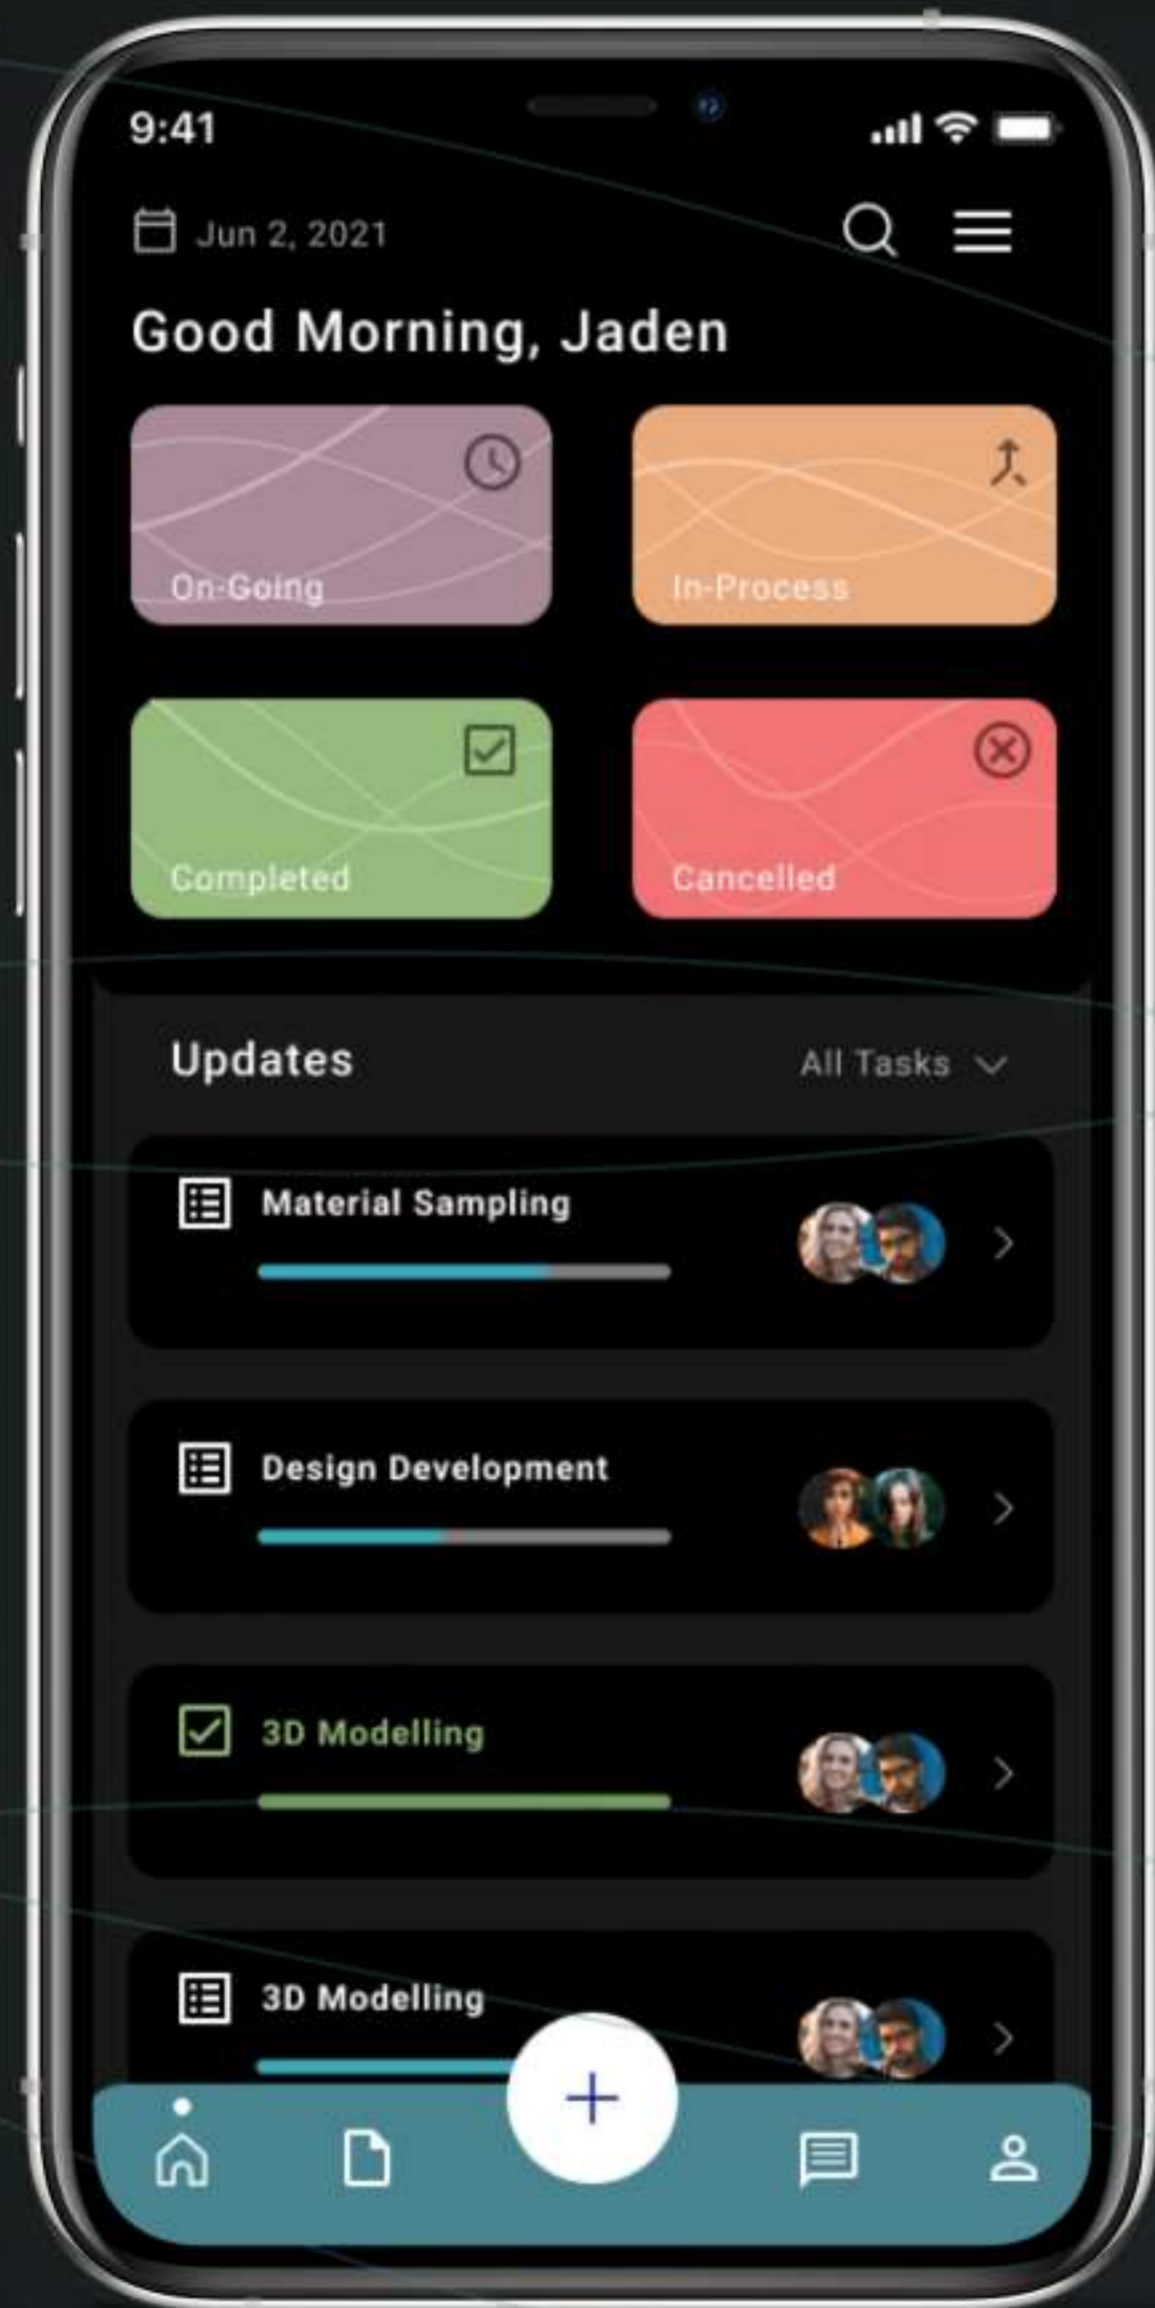 9:41
Jun 2, 2021
Good Morning, Jaden
On-Going
In-Process
Completed
Cancelled
Updates
All Tasks
Material Sampling
Design Development
3D Modelling
3D Modelling